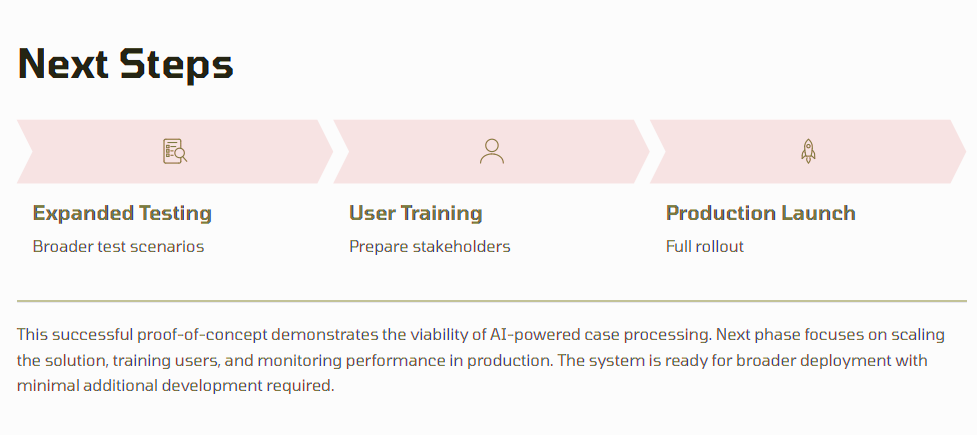 Next Steps
Expanded Testing
Broader test scenarios
User Training
Prepare stakeholders
Production Launch
Full rollout
This successful proof-of-concept demonstrates the viability of AI-powered case processing. Next phase focuses on scaling
the solution, training users, and monitoring performance in production. The system is ready for broader deployment with
minimal additional development required.